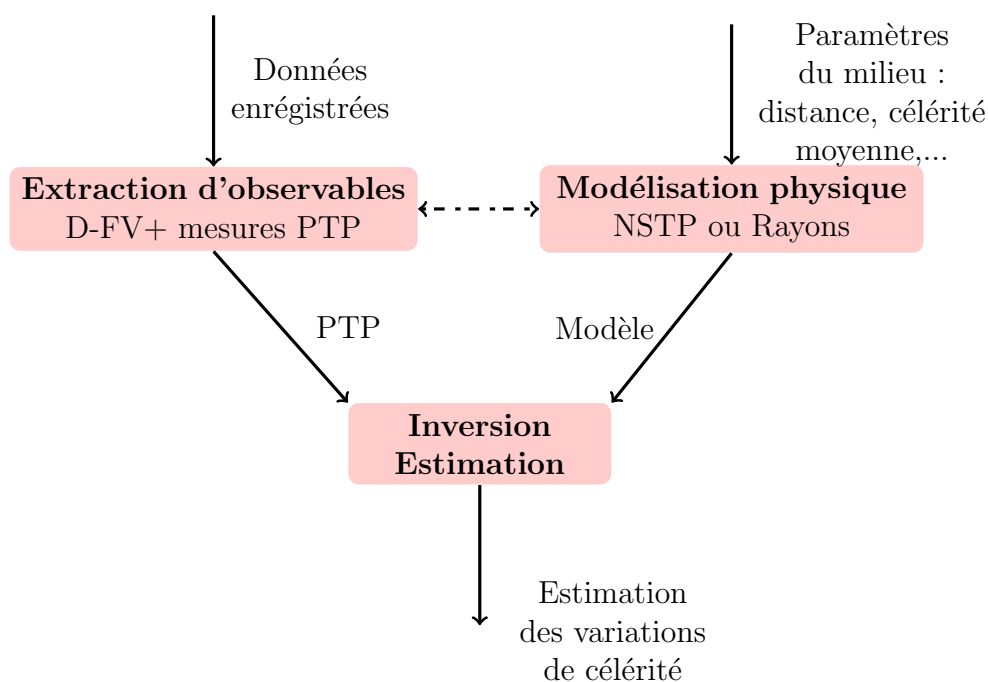 Données
enrégistrées
Paramètres
du milieu :
distance, célérité
moyenne,...
Extraction d'observables
D-FV+ mesures PTP
Modélisation physique
NSTP ou Rayons
PTP
Modèle
Inversion
Estimation
Estimation
des variations
de célérité